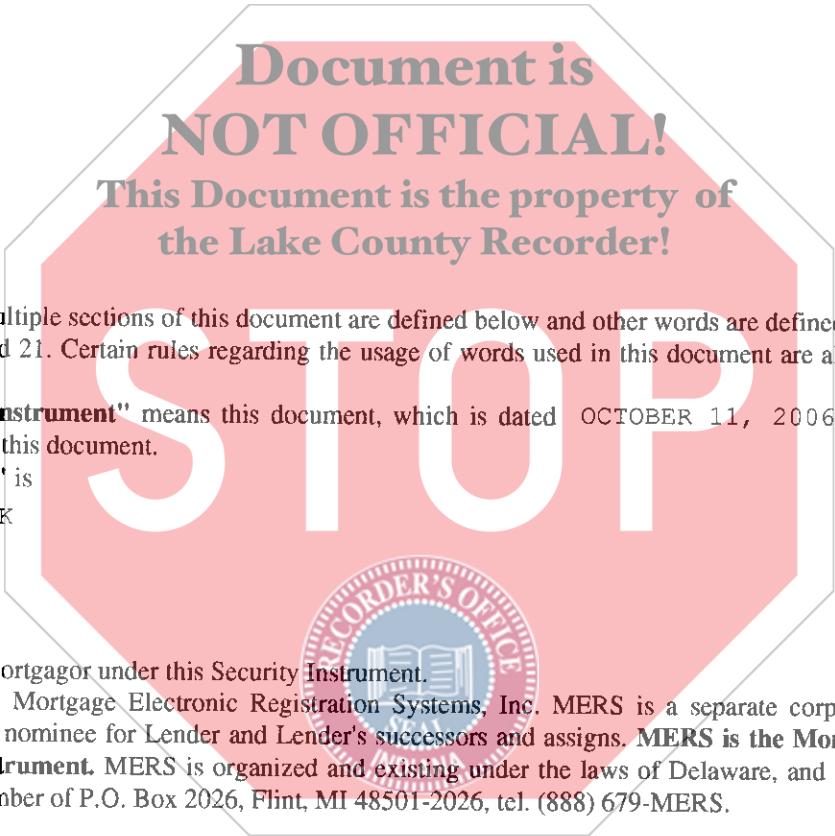 Document is
NOT OFFICIAL!
This Document is the property of
the Lake County Recorder!
ultiple sections of this document are defined below and other words are define
d 21. Certain rules regarding the usage of words used in this document are a
STOP
nstrument" means this document, which is dated OCTOBER 11, 2006
this document.
" is
K
RECORDER'S OFFICE
ortgagor under this Security Instrument.
Mortgage Electronic Registration Systems, Inc. MERS is a separate corp
nominee for Lender and Lender's successors and assigns. MERS is the Mor
SEAL
trument. MERS is organized and existing under the laws of Delaware, and
INDIANA
nber of P.O. Box 2026, Flint, MI 48501-2026, tel. (888) 679-MERS.